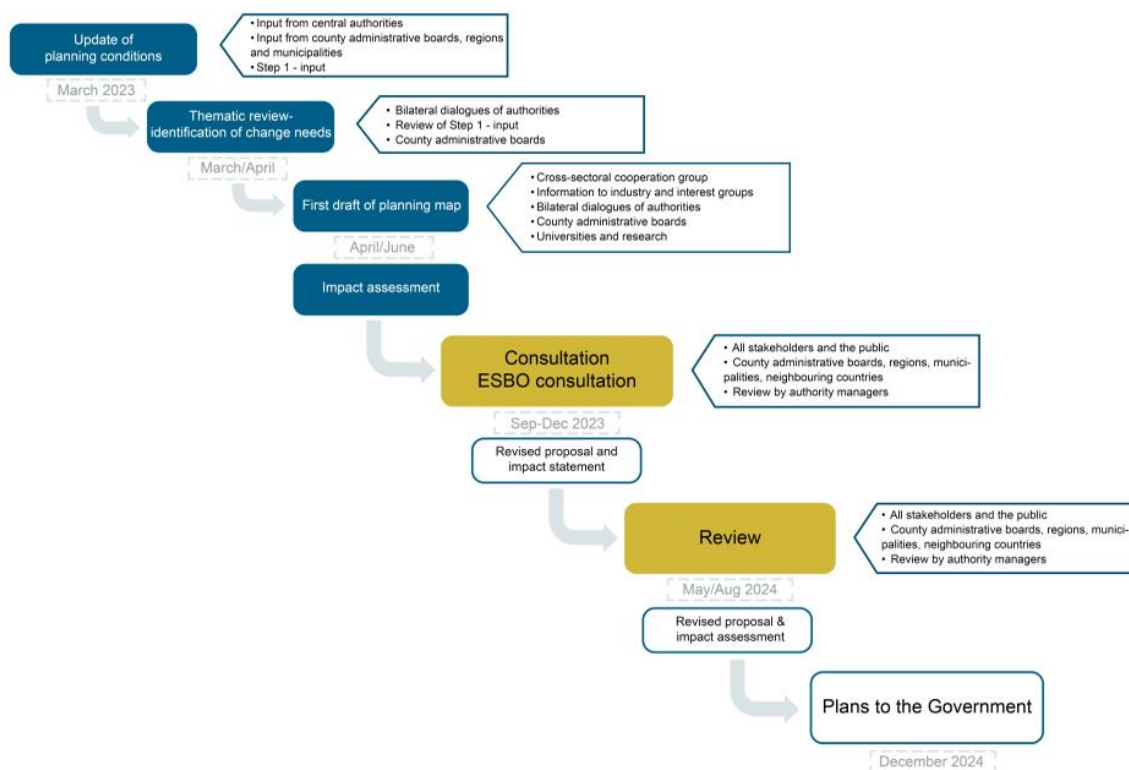 Update of
planning conditions
• Input from central authorities
• Input from county administrative boards, regions
and municipalities
• Step 1 - input
March 2023
Thematic review-
identification of change needs
• Bilateral dialogues of authorities
• Review of Step 1 - input
• County administrative boards
March/April
First draft of planning map
• Cross-sectoral cooperation group
• Information to industry and interest groups
• Bilateral dialogues of authorities
• County administrative boards
• Universities and research
April/June
Impact assessment
Consultation
ESBO consultation
• All stakeholders and the public
• County administrative boards, regions, munici-
palities, neighbouring countries
• Review by authority managers
Sep-Dec 2023
Revised proposal and
impact statement
Review
• All stakeholders and the public
• County administrative boards, regions, munici-
palities, neighbouring countries
• Review by authority managers
May/Aug 2024
Revised proposal &
impact assessment
Plans to the Government
December 2024